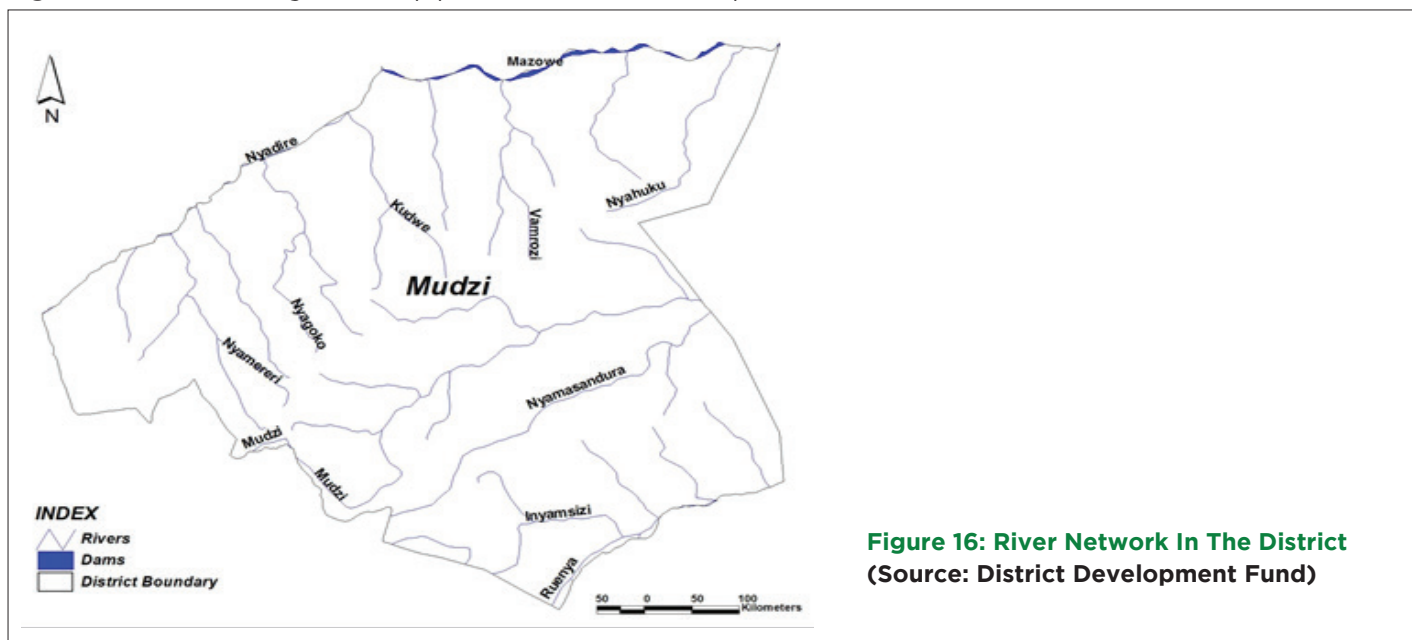 N
Mazowe
Nyadire
Nyahuku
Kudwe
Vamrozi
Mudzi
Nyagoko
Nyamereri
Nyamasandura
Mudzi
Mudzi
Inyamsizi
Ruenya
INDEX
Rivers
Dams
District Boundary
50 0 50 100
Kilometers
Figure 16: River Network In The District
(Source: District Development Fund)